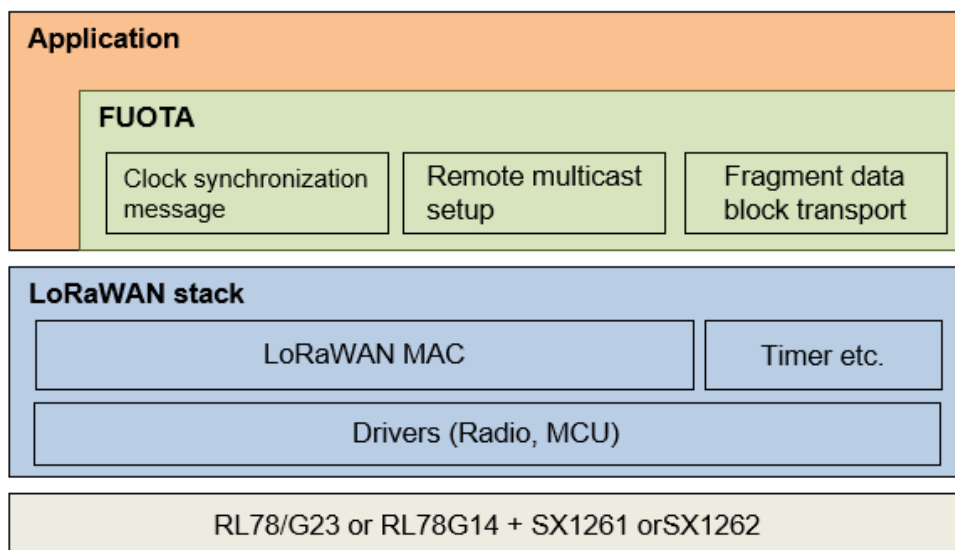 Application
FUOTA
Clock synchronization
message
Remote multicast
setup
Fragment data
block transport
LoRaWAN stack
LoRaWAN MAC
Timer etc.
Drivers (Radio, MCU)
RL78/G23 or RL78G14 + SX1261 orSX1262